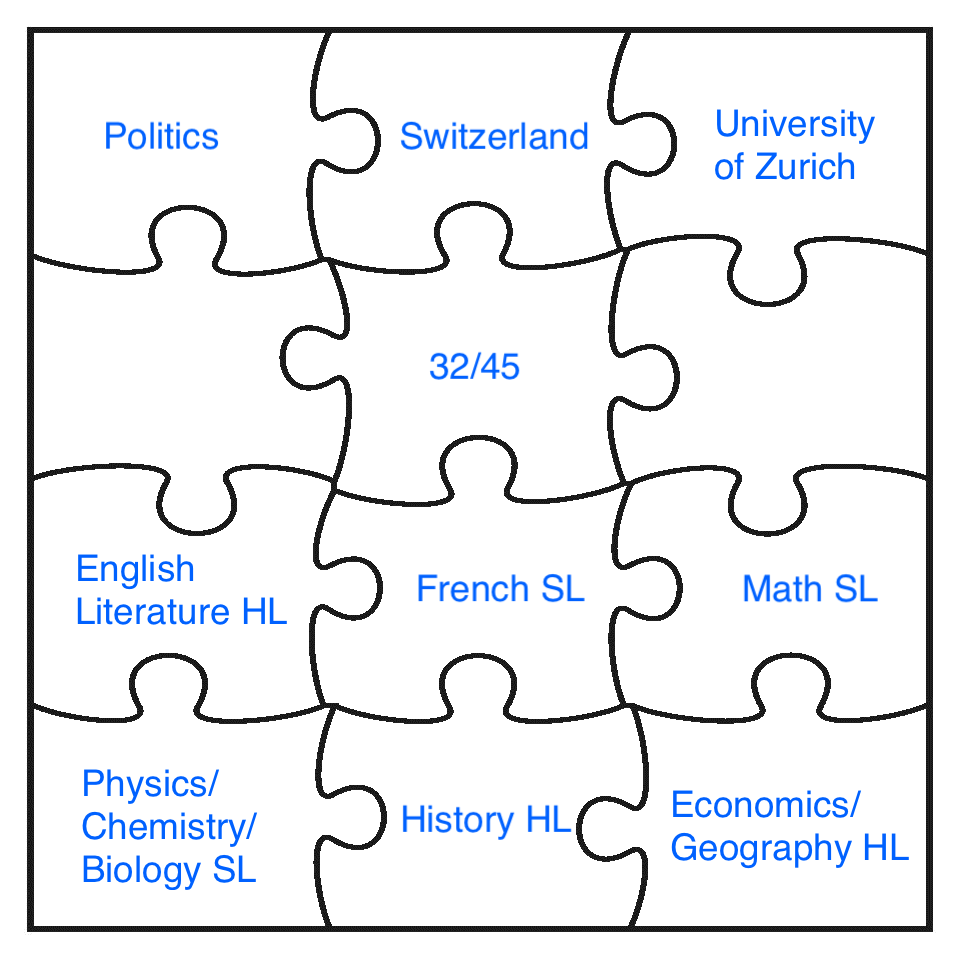 Politics
Switzerland
University
of Zurich
32/45
English
Literature HL
French SL
Math SL
Physics/
Chemistry/
Biology SL
History HL
Economics/
Geography HL